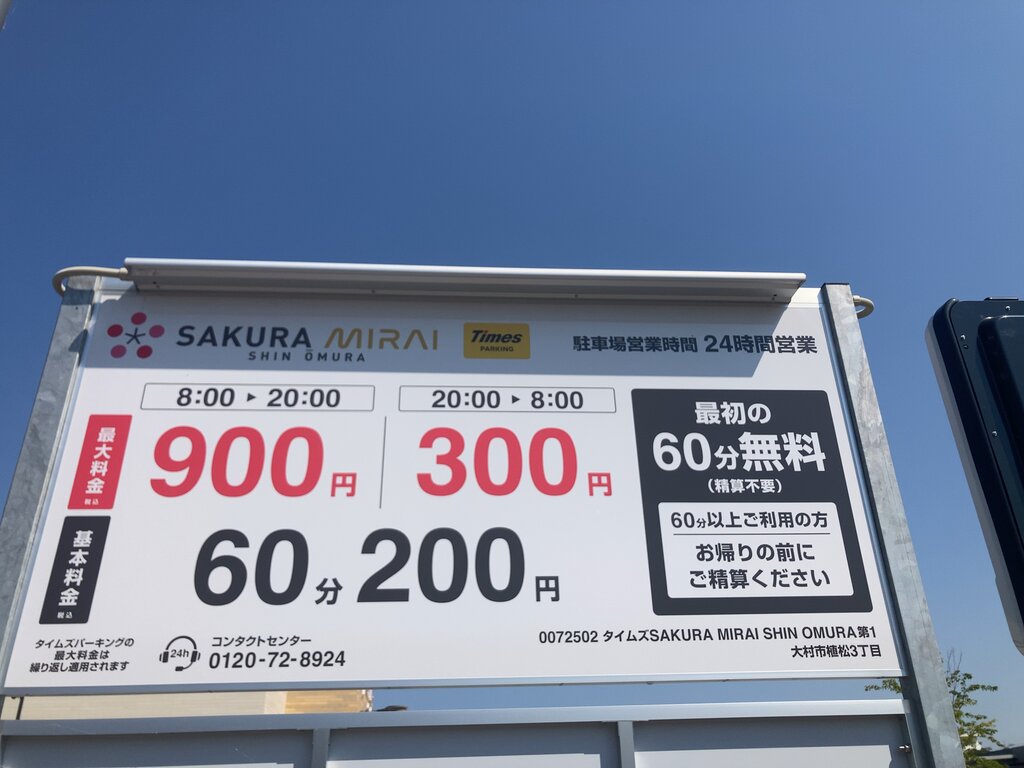 SAKURA MIRAI
SHIN ŌMURA
Times
PARKING
駐車場営業時間 24時間営業
8:00 ▶ 20:00
20:00 ▶ 8:00
最大料金 税込
900円
300円
基本料金 税込
60分 200円
最初の
60分無料
(精算不要)
60分以上ご利用の方
お帰りの前に
ご精算ください
タイムズパーキングの
最大料金は
繰り返し適用されます
24h
コンタクトセンター
0120-72-8924
0072502 タイムズSAKURA MIRAI SHIN OMURA第1
大村市植松3丁目